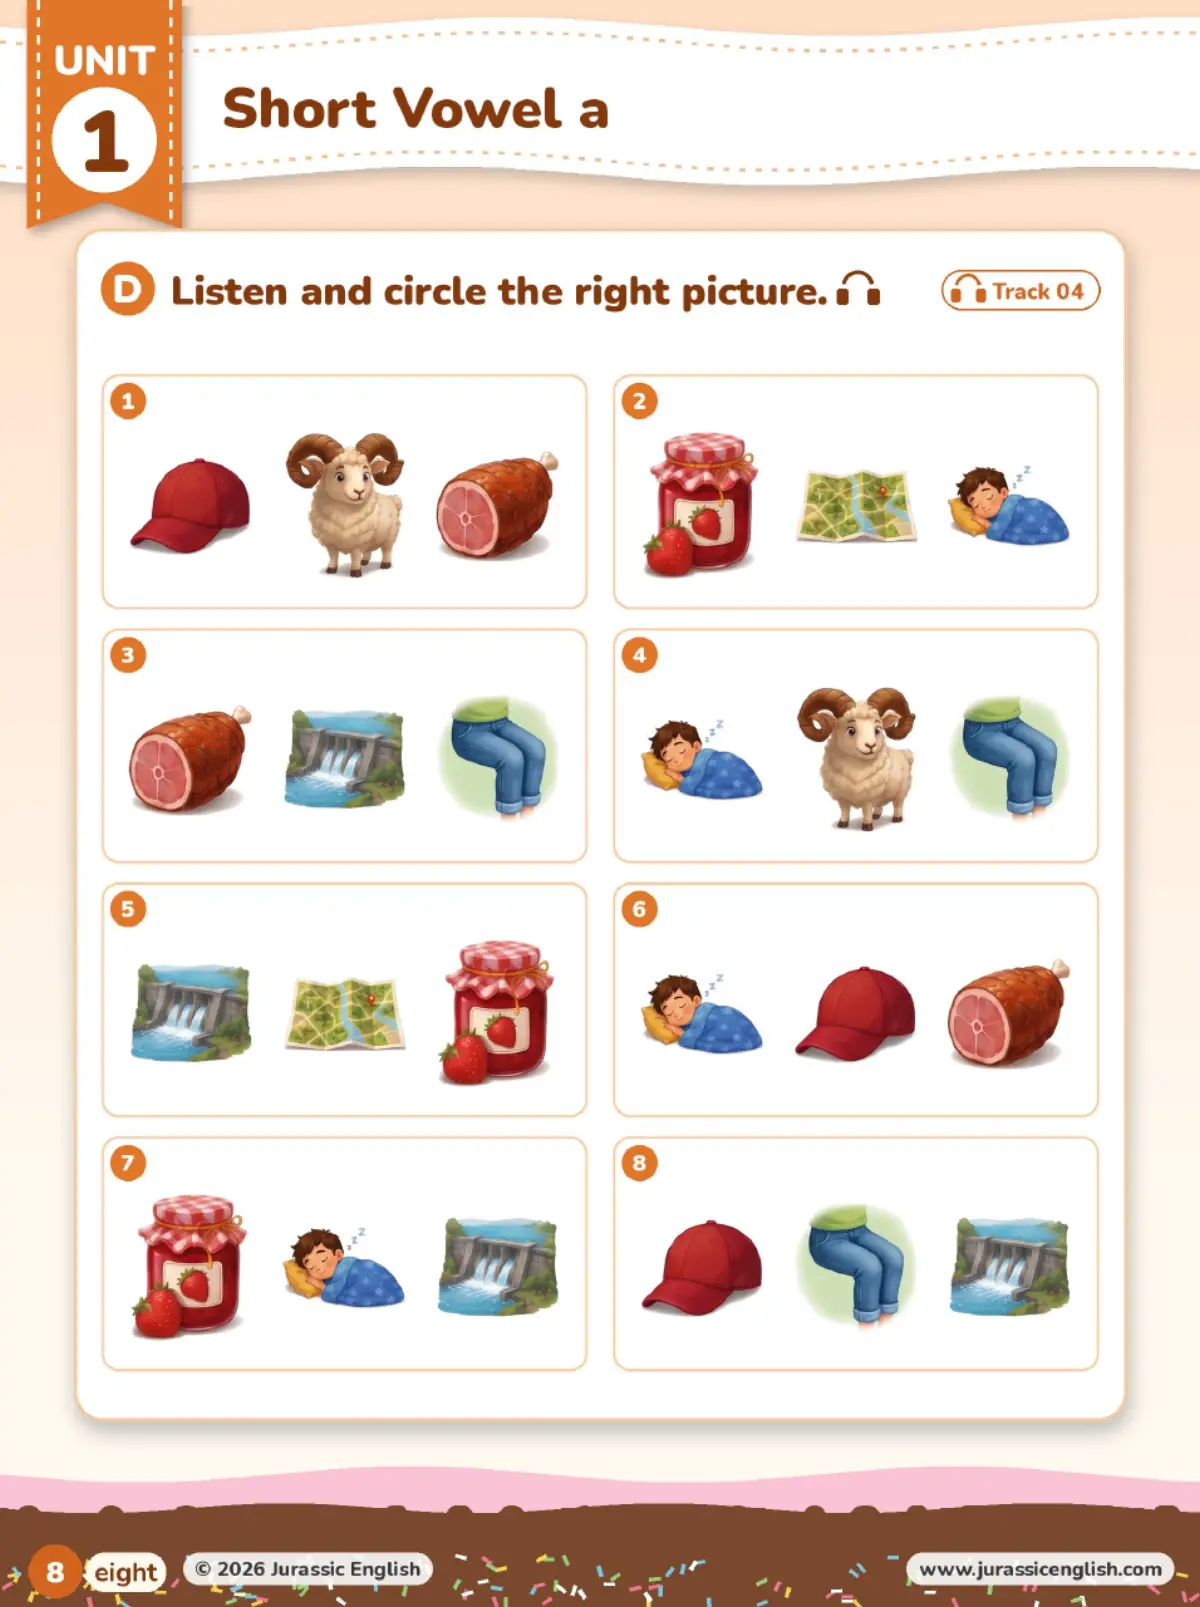 UNIT
1
Short Vowel a
D Listen and circle the right picture.
Track 04
1
2
z z z
3
4
z z z
5
6
z z z
7
z z z
8
8 eight
© 2026 Jurassic English
www.jurassicenglish.com